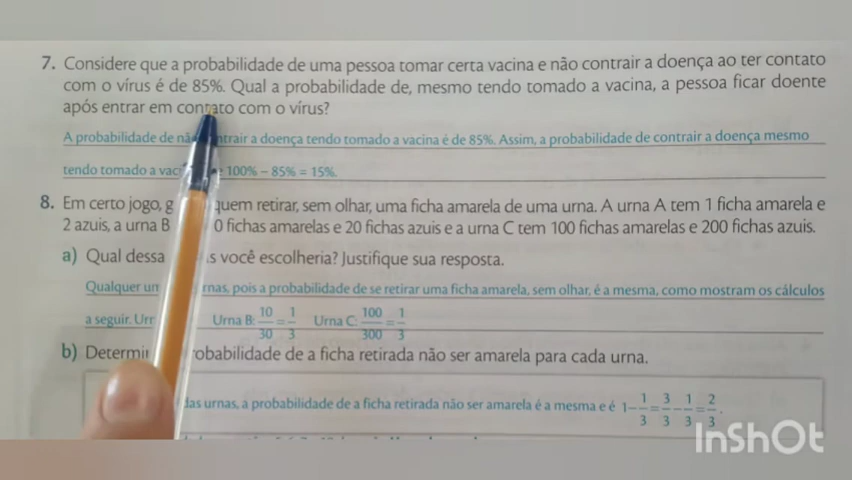 7. Considere que a probabilidade de uma pessoa tomar certa vacina e não contrair a doença ao ter contato
com o vírus é de 85%. Qual a probabilidade de, mesmo tendo tomado a vacina, a pessoa ficar doente
após entrar em contato com o vírus?
A probabilidade de não contrair a doença tendo tomado a vacina é de 85%. Assim, a probabilidade de contrair a doença mesmo
tendo tomado a 100% – 85% = 15%.
8. Em certo jogo, quem retirar, sem olhar, uma ficha amarela de uma urna. A urna A tem 1 ficha amarela e
2 azuis, a urna B 0 fichas amarelas e 20 fichas azuis e a urna C tem 100 fichas amarelas e 200 fichas azuis.
a) Qual dessa s você escolheria? Justifique sua resposta.
Qualquer rnas, pois a probabilidade de se retirar uma ficha amarela, sem olhar, é a mesma, como mostram os cálculos
a seguir. Urna B: 10/30 = 1/3 Urna C: 100/300 = 1/3
b) robabilidade de a ficha retirada não ser amarela para cada urna.
das urnas, a probabilidade de a ficha retirada não ser amarela é a mesma e é 1 – 1/3 = 3/3 – 1/3 = 2/3.
InShOt